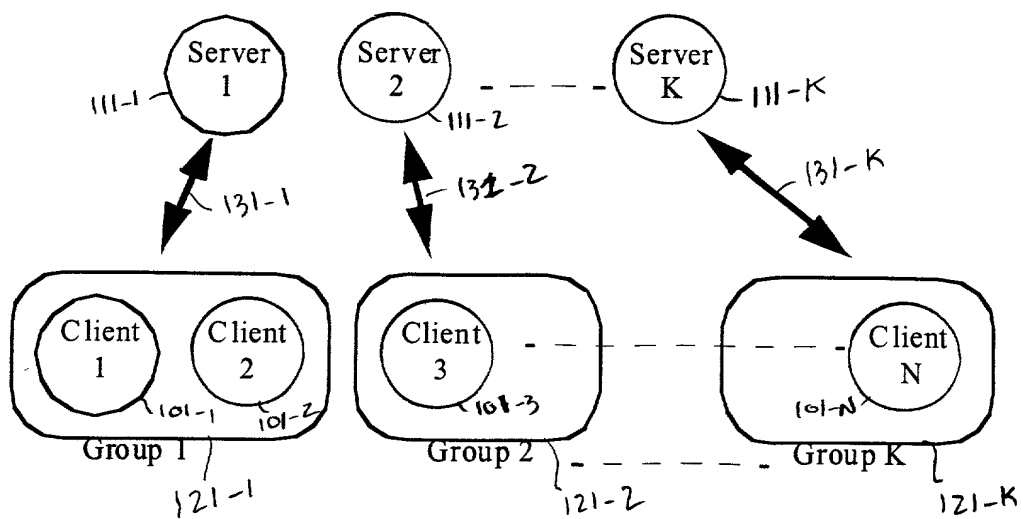 Server 1
Server 2
Server K
111-1
111-2
111-K
131-1
131-2
131-K
Client 1
Client 2
Client 3
Client N
101-1
101-2
101-3
101-N
Group 1
Group 2
Group K
121-1
121-2
121-K